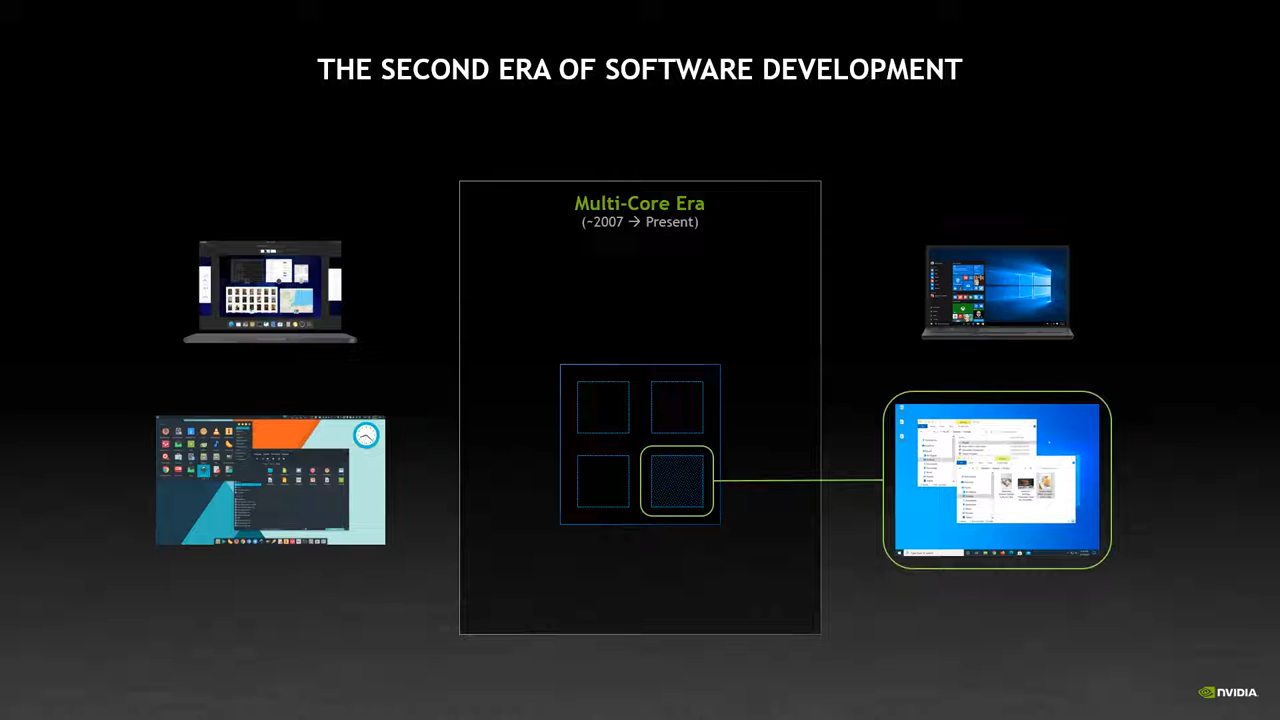 THE SECOND ERA OF SOFTWARE DEVELOPMENT
Multi-Core Era
(~2007 → Present)
NVIDIA.